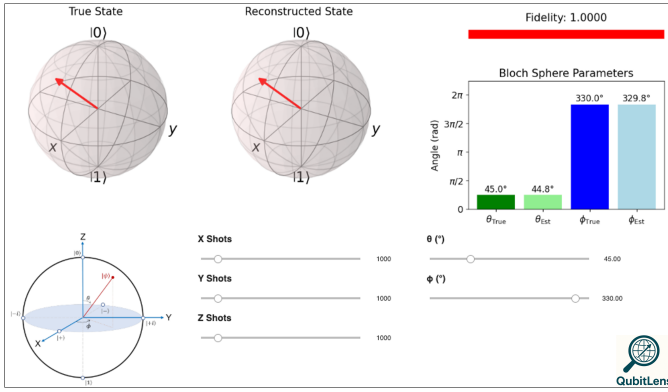 True State
Reconstructed State
Fidelity: 1.0000
|0⟩
|0⟩
x
y
x
y
|1⟩
|1⟩
Bloch Sphere Parameters
Angle (rad)
2π
3π/2
π
π/2
0
45.0°
44.8°
330.0°
329.8°
θTrue
θEst
ϕTrue
ϕEst
Z
|0⟩
|ψ⟩
θ
|−⟩
|−i⟩
|+i⟩
Y
ϕ
|+⟩
X
|1⟩
X Shots
1000
Y Shots
1000
Z Shots
1000
θ (°)
45.00
ϕ (°)
330.00
QubitLens